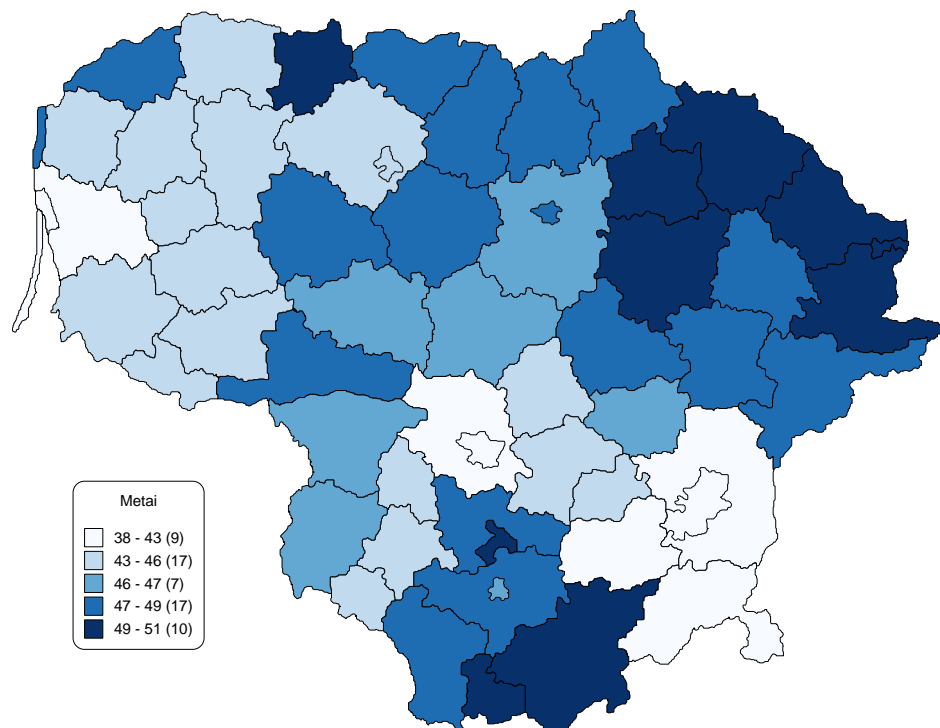 Metai
38 - 43 (9)
43 - 46 (17)
46 - 47 (7)
47 - 49 (17)
49 - 51 (10)